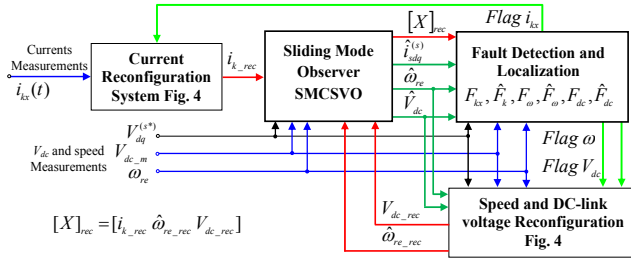 [X]_rec
Flag i_kx
Currents
Measurements
i_kx(t)
Current
Reconfiguration
System Fig. 4
i_k_rec
Sliding Mode
Observer
SMCSVO
î_sdq^(s)
ω̂_re
V̂_dc
Fault Detection and
Localization
F_kx, F̂_k, F_ω, F̂_ω, F_dc, F̂_dc
V_dq^(s*)
V_dc and speed
Measurements
V_dc_m
ω_re
Flag ω
Flag V_dc
V_dc_rec
ω̂_re_rec
Speed and DC-link
voltage Reconfiguration
Fig. 4
[X]_rec = [i_k_rec ω̂_re_rec V_dc_rec]